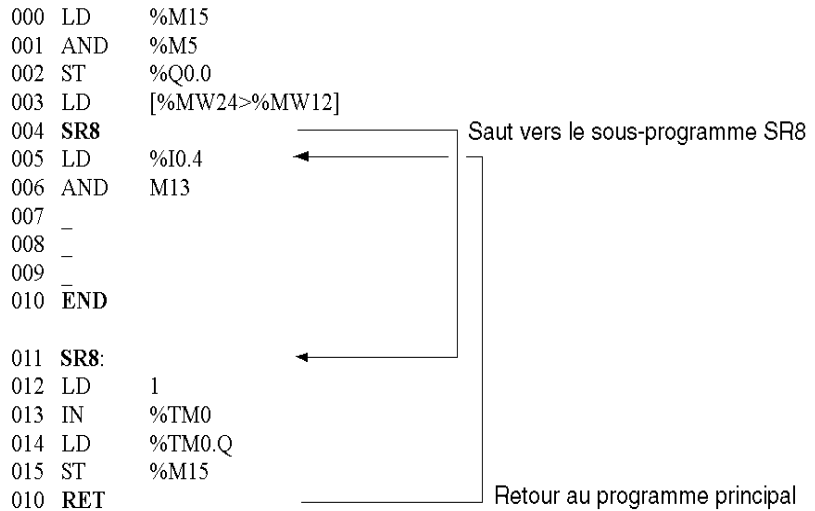 000 LD %M15
001 AND %M5
002 ST %Q0.0
003 LD [%MW24>%MW12]
004 SR8 Saut vers le sous-programme SR8
005 LD %I0.4
006 AND M13
007 _
008 _
009 _
010 END
011 SR8:
012 LD 1
013 IN %TM0
014 LD %TM0.Q
015 ST %M15
010 RET Retour au programme principal